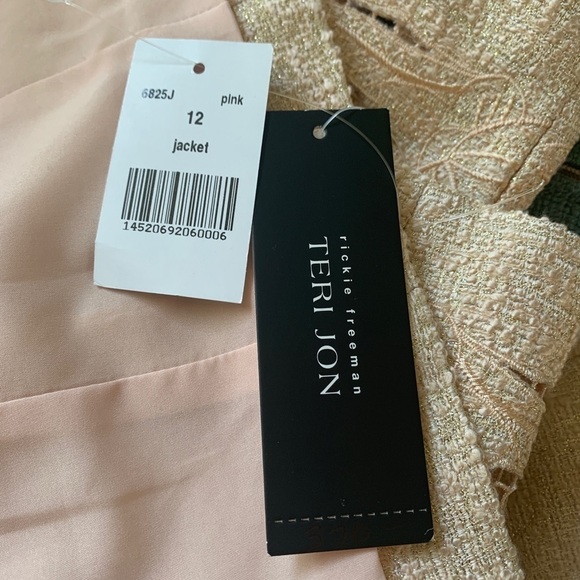 6825J pink
12
jacket
14520692060006
rickie freeman
TERI JON